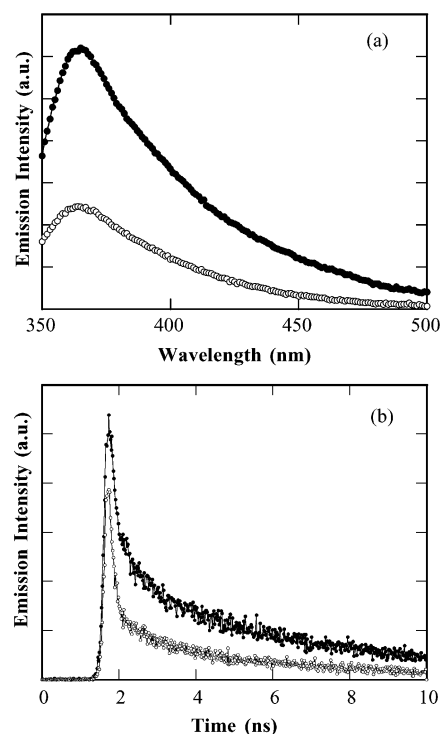 (a)
Emission Intensity (a.u.)
350 400 450 500
Wavelength (nm)
(b)
Emission Intensity (a.u.)
0 2 4 6 8 10
Time (ns)